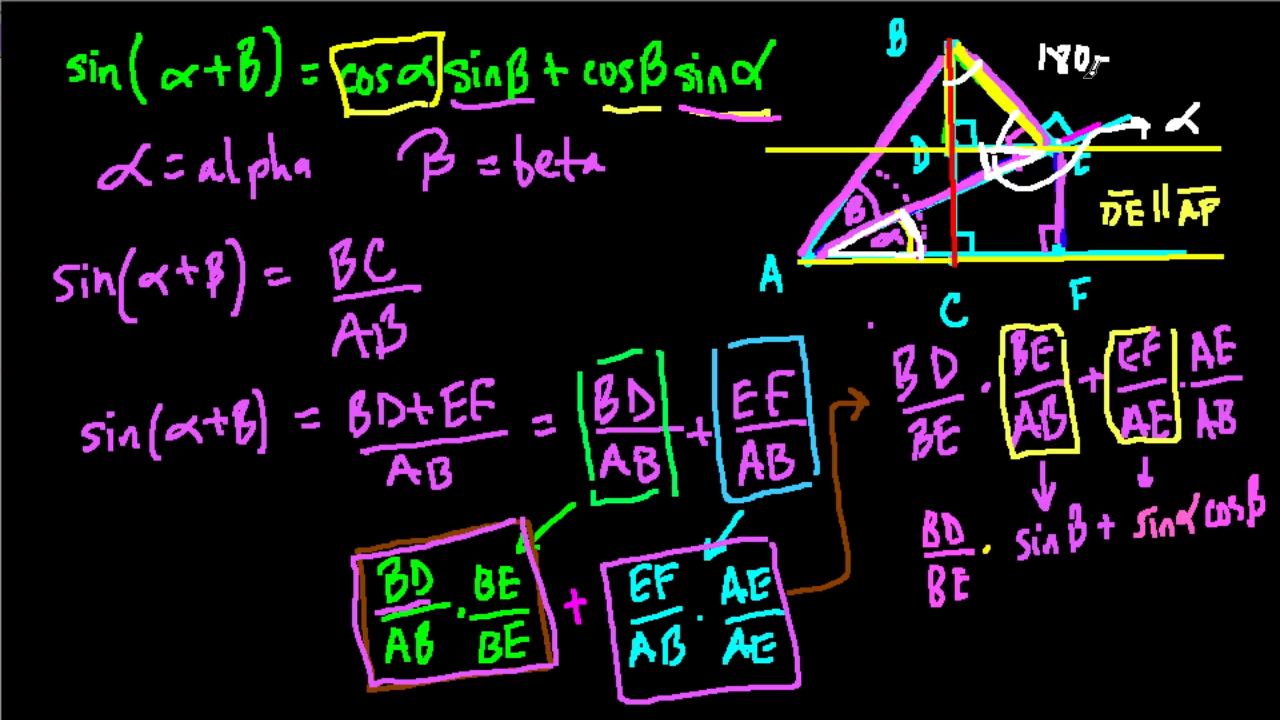 sin(α+β) = cosα sinβ + cosβ sinα
α = alpha β = beta
sin(α+β) = BC/AB
sin(α+β) = BD+EF/AB = BD/AB + EF/AB
BD/AB · BE/BE + EF/AB · AE/AE
B
180
α
D
E
β
α
DE || AF
A
C
F
BD/BE · BE/AB + EF/AE · AE/AB
BD/BE · sinβ + sinα cosβ